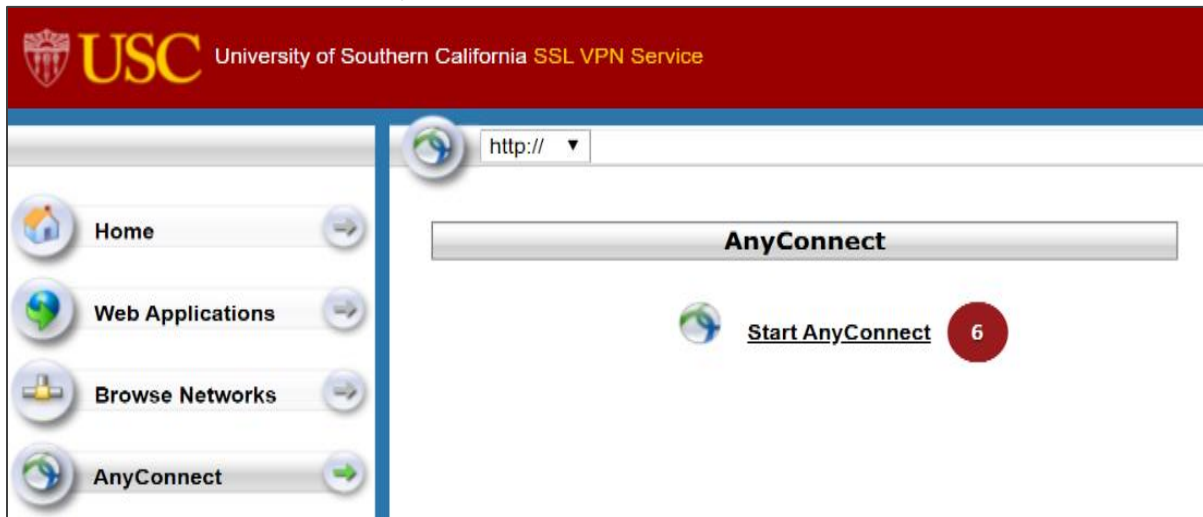 USC University of Southern California SSL VPN Service
http://
Home
AnyConnect
Start AnyConnect 6
Web Applications
Browse Networks
AnyConnect